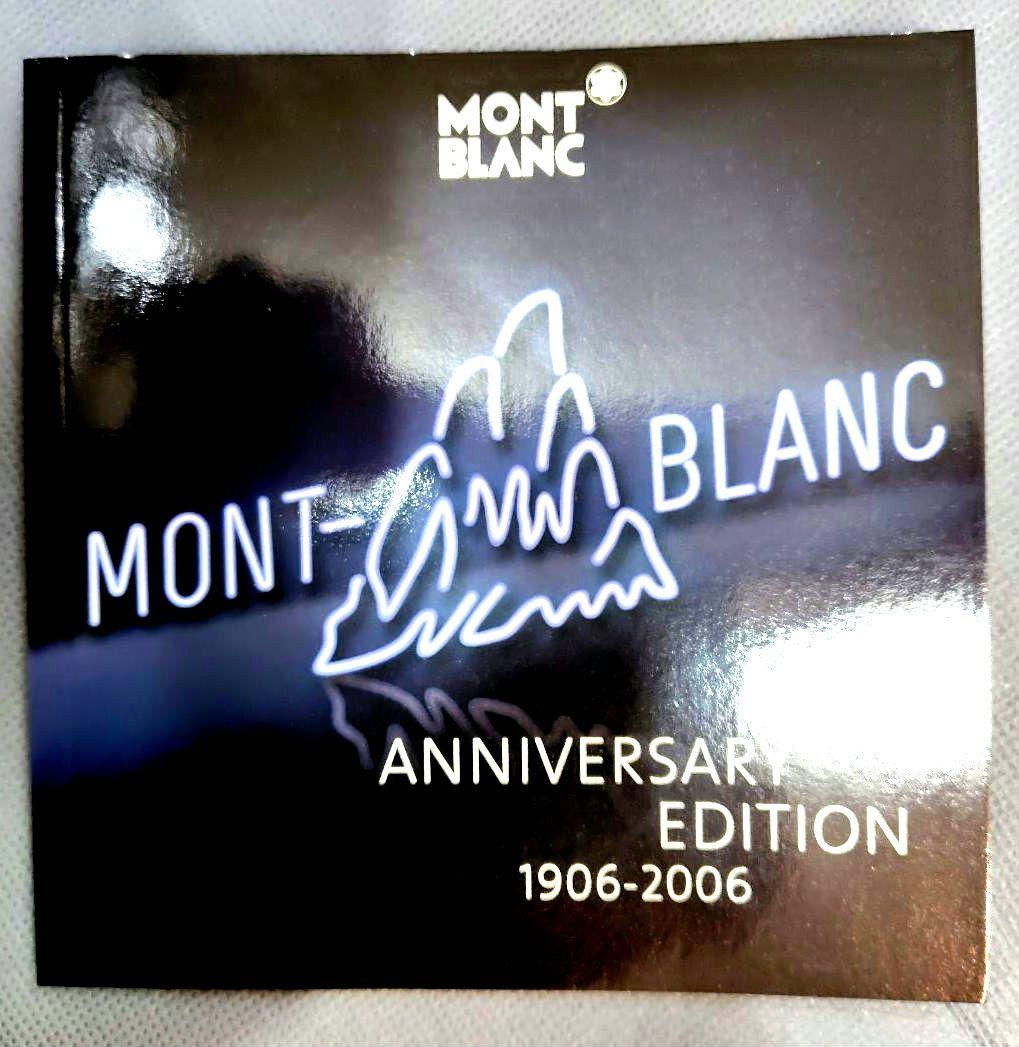 MONT
BLANC
MONT-BLANC
ANNIVERSARY
EDITION
1906-2006